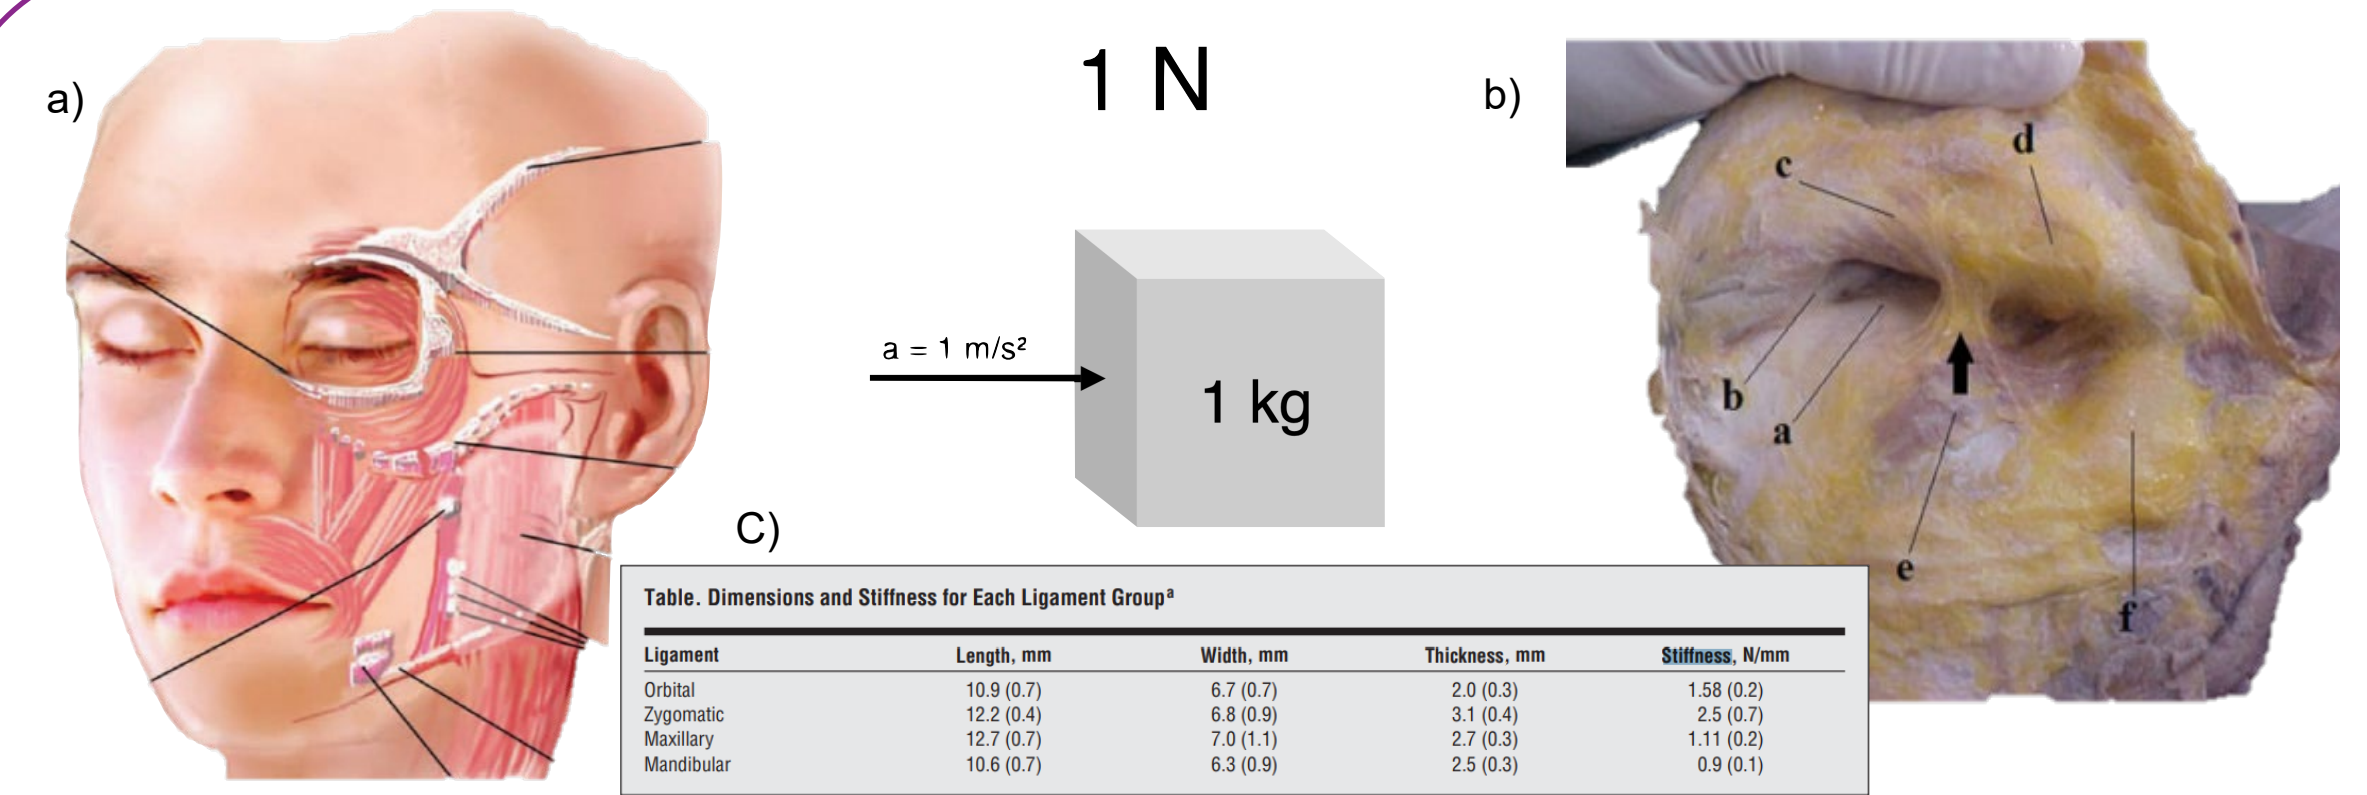 a)
1 N
a = 1 m/s²
1 kg
b)
c
d
b
a
e
f
C)
Table. Dimensions and Stiffness for Each Ligament Groupᵃ
Ligament Length, mm Width, mm Thickness, mm Stiffness, N/mm
Orbital 10.9 (0.7) 6.7 (0.7) 2.0 (0.3) 1.58 (0.2)
Zygomatic 12.2 (0.4) 6.8 (0.9) 3.1 (0.4) 2.5 (0.7)
Maxillary 12.7 (0.7) 7.0 (1.1) 2.7 (0.3) 1.11 (0.2)
Mandibular 10.6 (0.7) 6.3 (0.9) 2.5 (0.3) 0.9 (0.1)